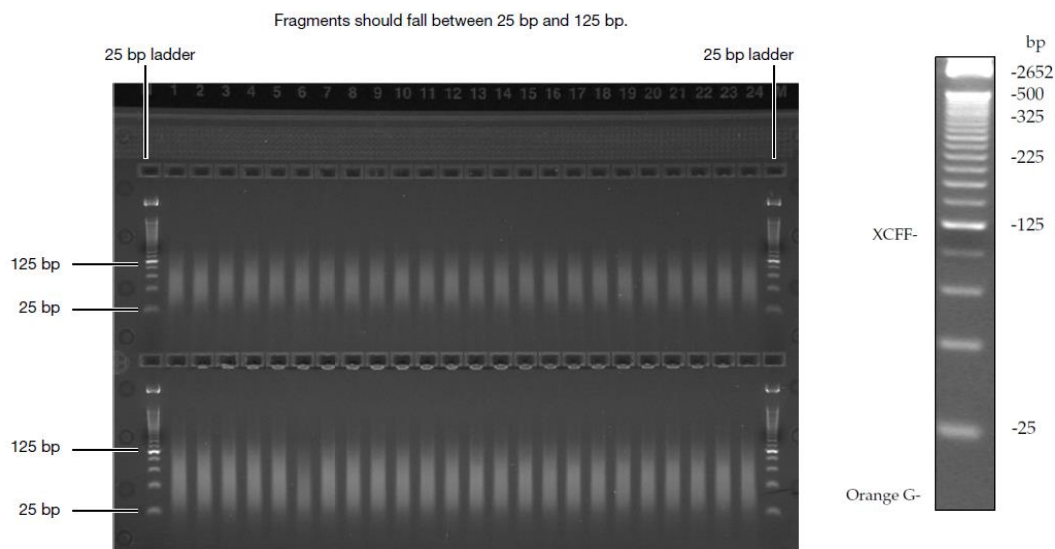 Fragments should fall between 25 bp and 125 bp.
25 bp ladder
25 bp ladder
1 2 3 4 5 6 7 8 9 10 11 12 13 14 15 16 17 18 19 20 21 22 23 24 M
125 bp
25 bp
125 bp
25 bp
bp
-2652
-500
-325
-225
-125
XCFF-
-25
Orange G-